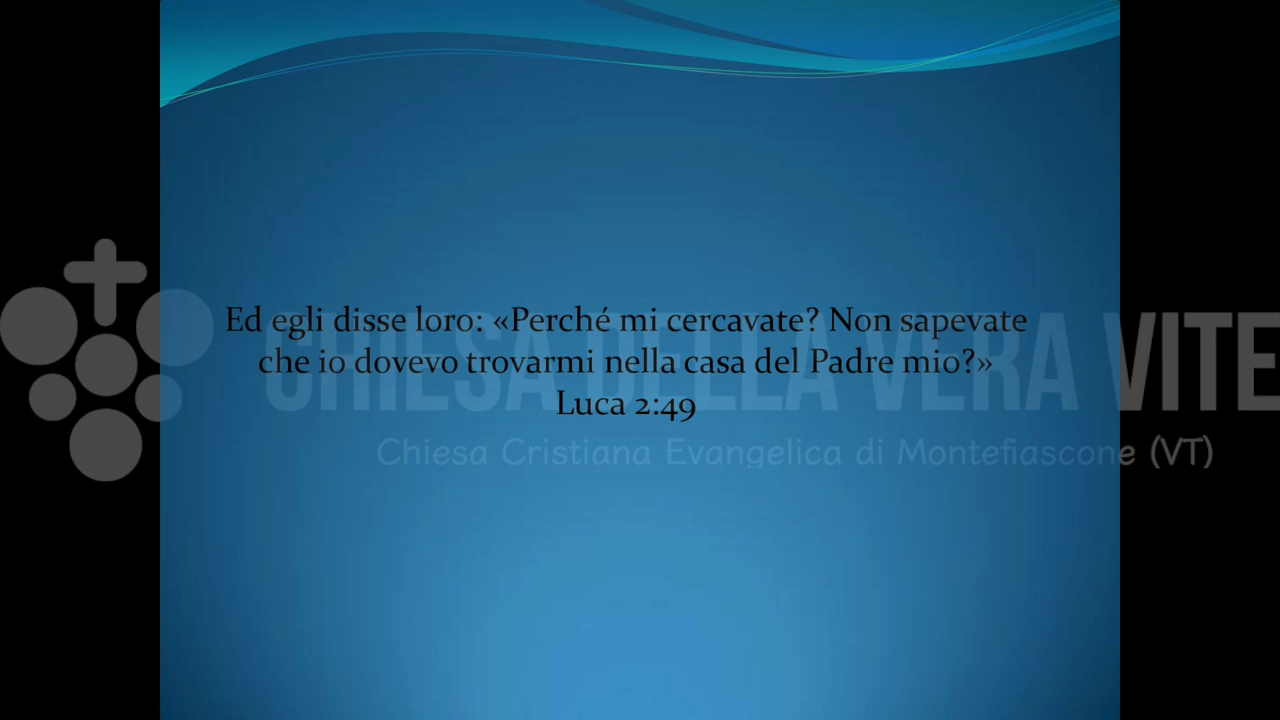 Ed egli disse loro: «Perché mi cercavate? Non sapevate
che io dovevo trovarmi nella casa del Padre mio?»
Luca 2:49
CHIESA DELLA VERA VITE
Chiesa Cristiana Evangelica di Montefiascone (VT)